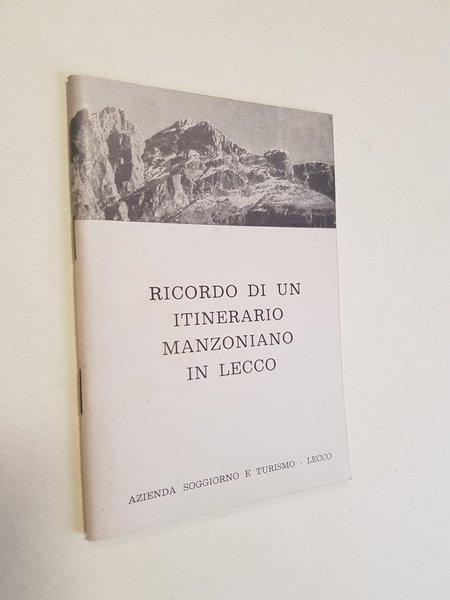 RICORDO DI UN
ITINERARIO
MANZONIANO
IN LECCO
AZIENDA SOGGIORNO E TURISMO · LECCO